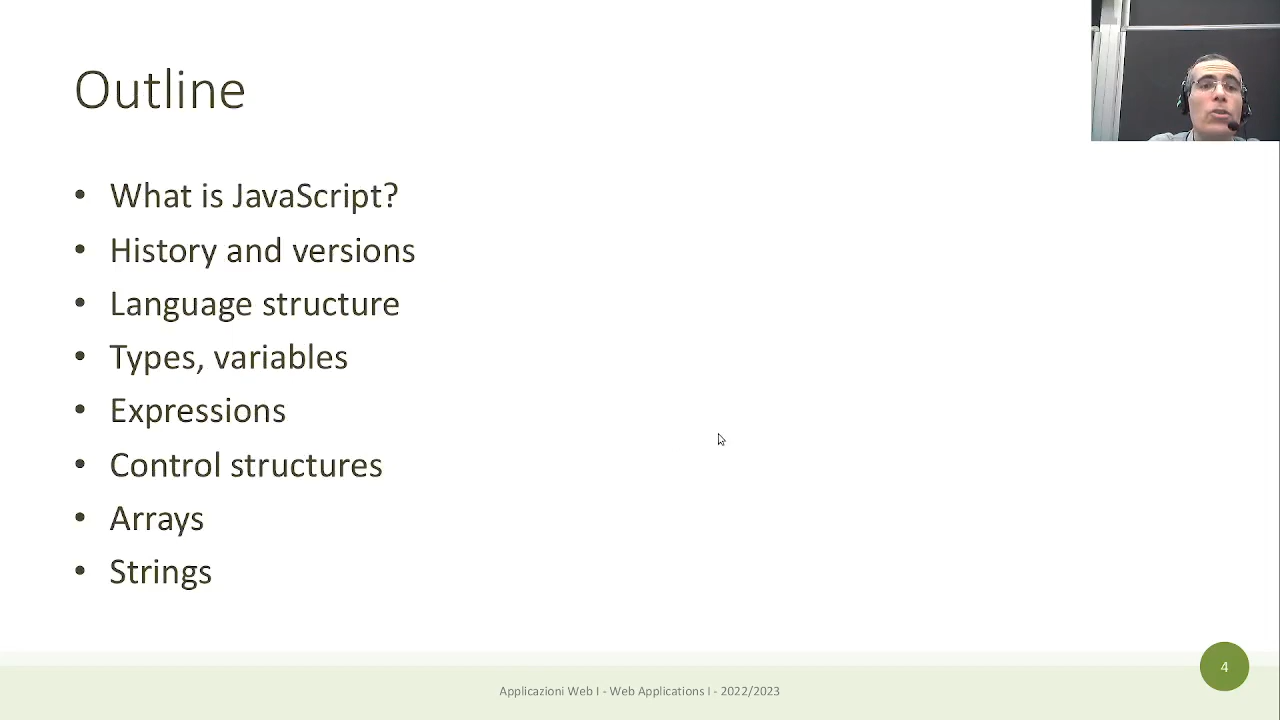 Outline
• What is JavaScript?
• History and versions
• Language structure
• Types, variables
• Expressions
• Control structures
• Arrays
• Strings
Applicazioni Web I - Web Applications I - 2022/2023
4